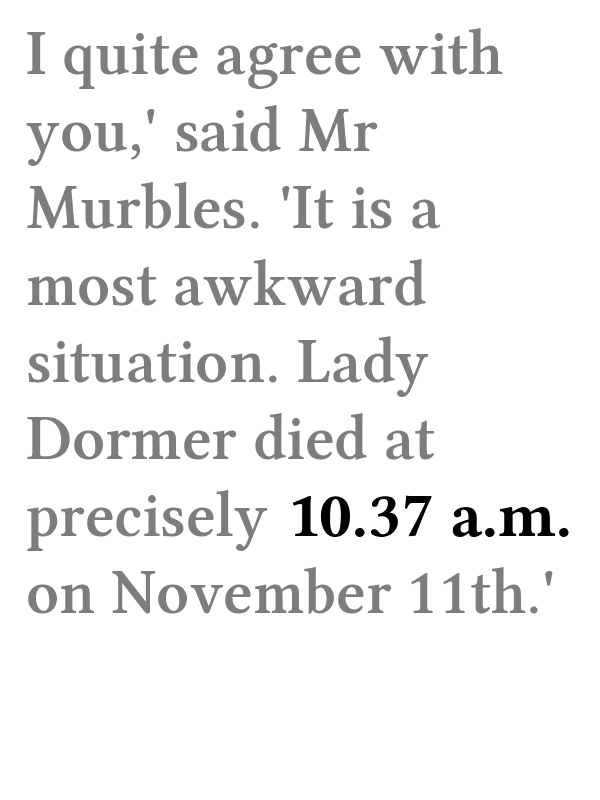 I quite agree with
you,' said Mr
Murbles. 'It is a
most awkward
situation. Lady
Dormer died at
precisely 10.37 a.m.
on November 11th.'